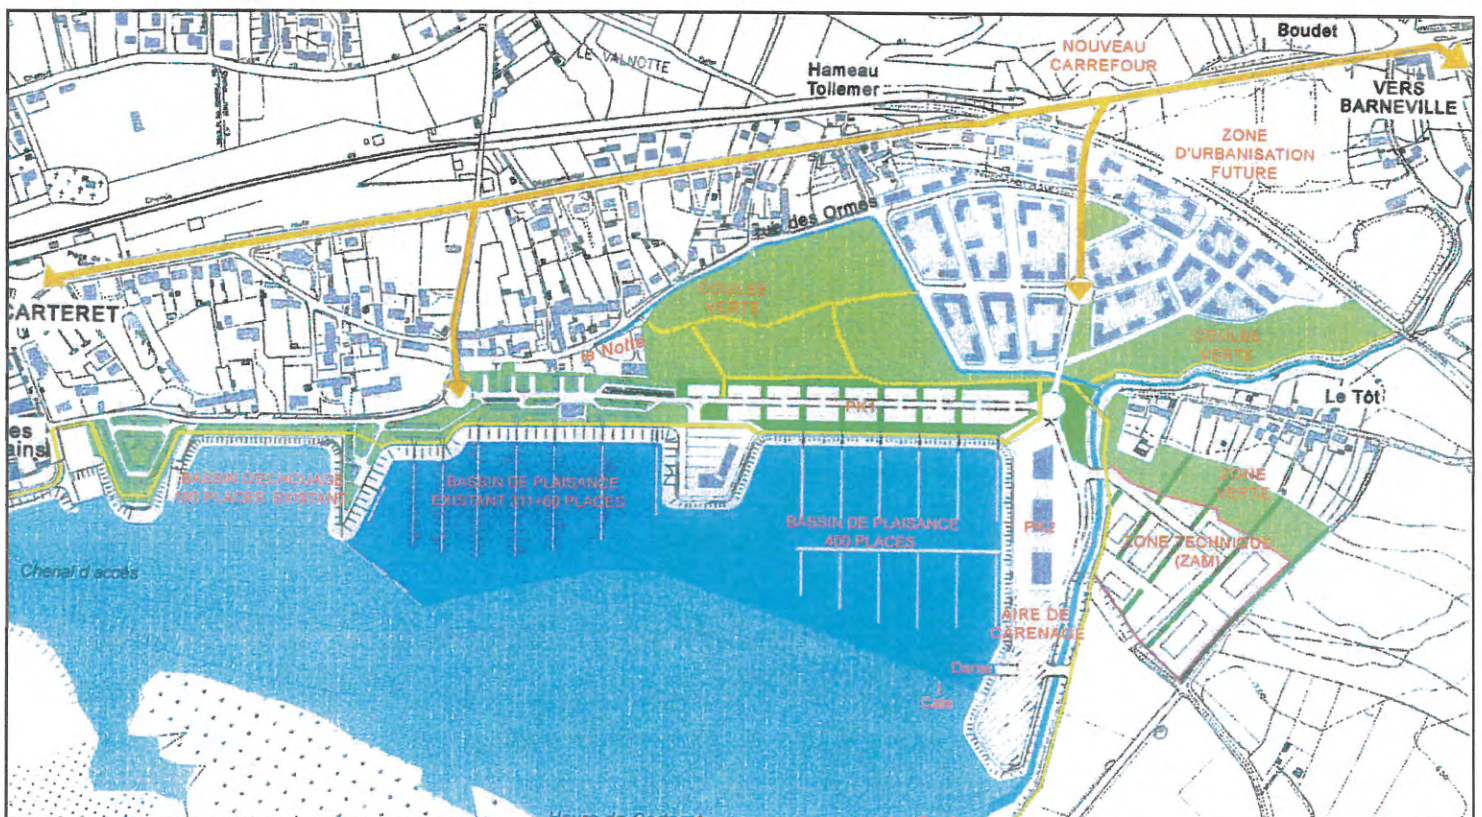 Boudet
NOUVEAU
CARREFOUR
LE VALNOTTE
Hameau
Tollemer
VERS
BARNEVILLE
ZONE
D'URBANISATION
FUTURE
rue des Ormes
CARTERET
COULEE
VERTE
le Notte
COULEE
VERTE
Le Tôt
PK1
BASSIN D'ECHOUAGE
100 PLACES EXISTANT
BASSIN DE PLAISANCE
EXISTANT 311+60 PLACES
BASSIN DE PLAISANCE
400 PLACES
PK2
ZONE
VERTE
ZONE TECHNIQUE
(ZAM)
Chenal d'accès
AIRE DE
CARENAGE
Darse
Cale